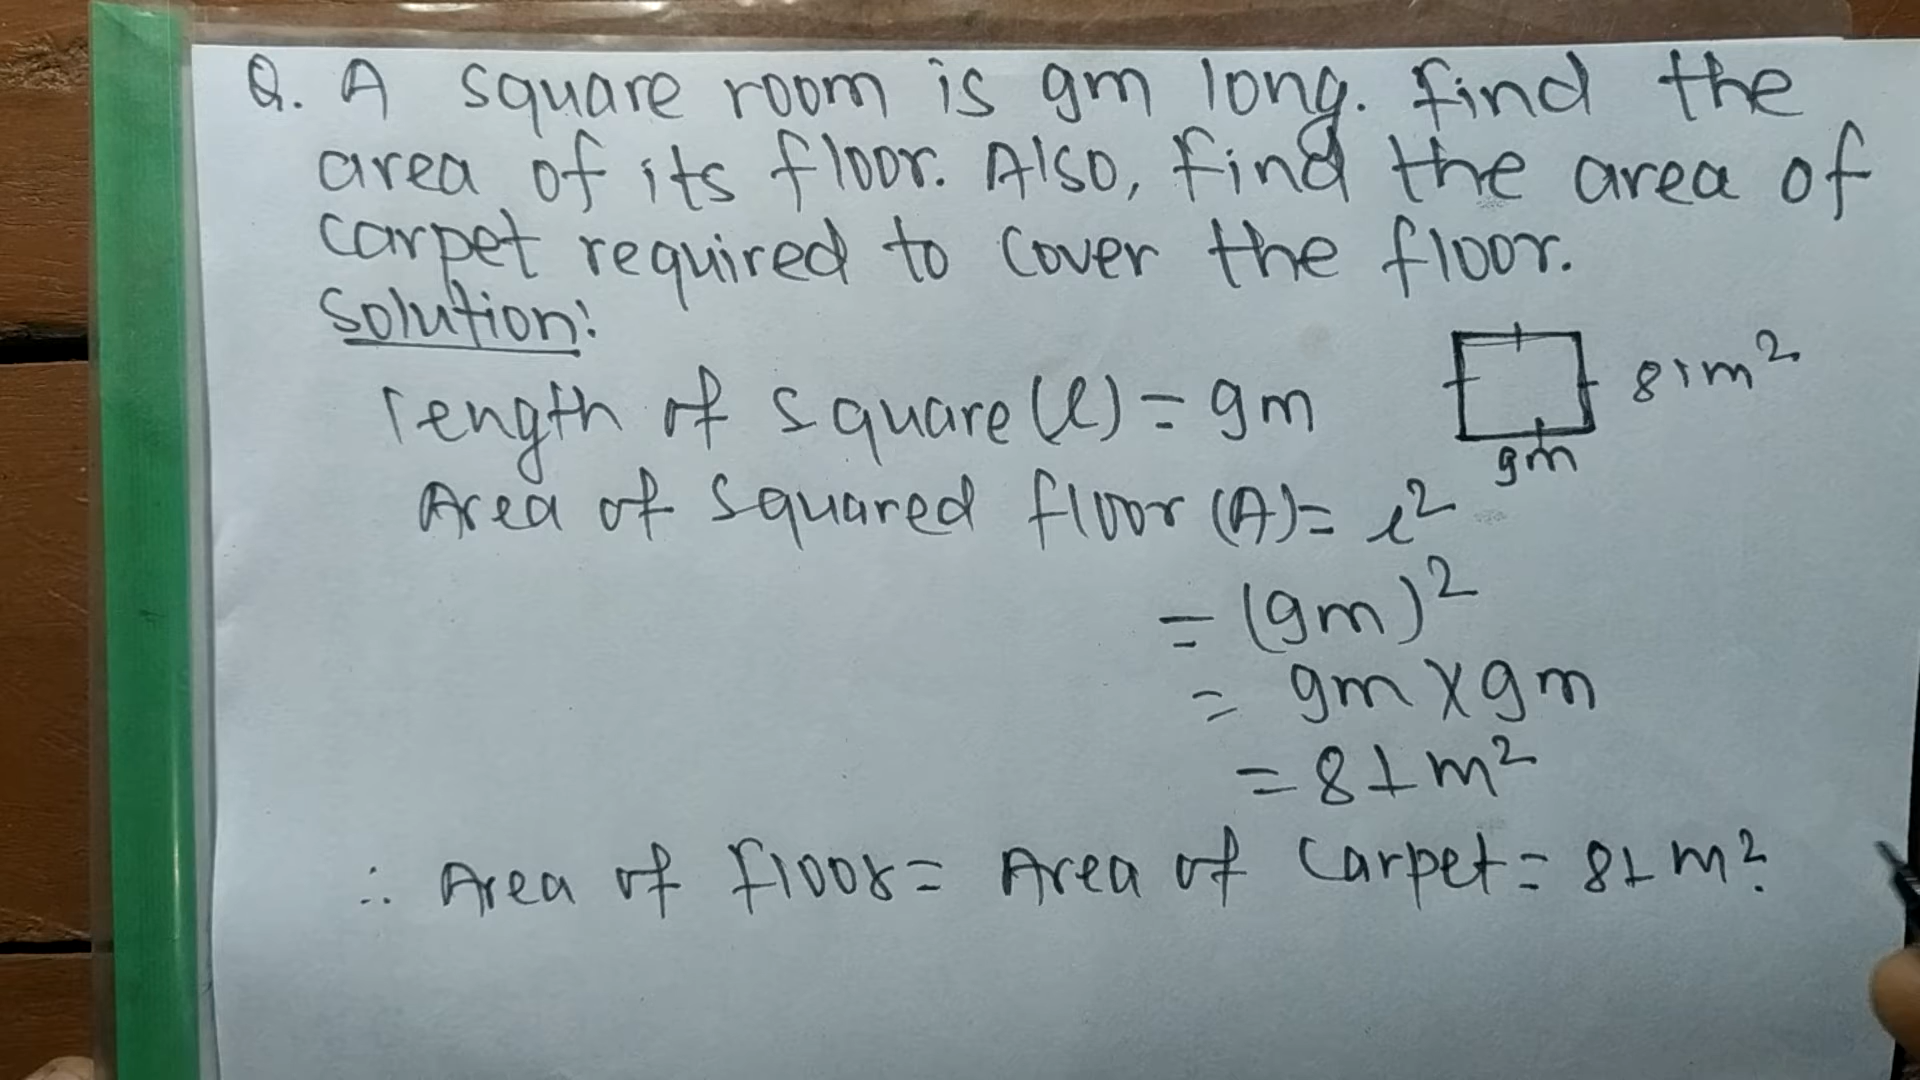 Q. A square room is 9m long. Find the
area of its floor. Also, find the area of
carpet required to cover the floor.
Solution:
length of square (l) = 9m
81m²
9m
Area of squared floor (A) = l²
= (9m)²
= 9m × 9m
= 81m²
∴ Area of floor = Area of carpet = 81m².